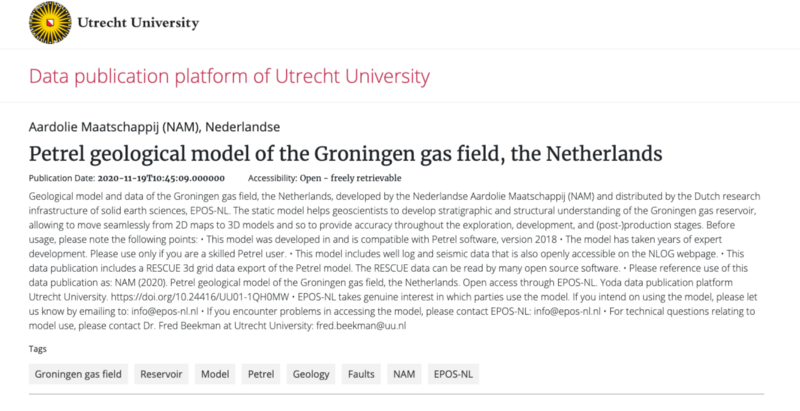 Utrecht University
Data publication platform of Utrecht University
Aardolie Maatschappij (NAM), Nederlandse
Petrel geological model of the Groningen gas field, the Netherlands
Publication Date: 2020-11-19T10:45:09.000000 Accessibility: Open - freely retrievable
Geological model and data of the Groningen gas field, the Netherlands, developed by the Nederlandse Aardolie Maatschappij (NAM) and distributed by the Dutch research
infrastructure of solid earth sciences, EPOS-NL. The static model helps geoscientists to develop stratigraphic and structural understanding of the Groningen gas reservoir,
allowing to move seamlessly from 2D maps to 3D models and so to provide accuracy throughout the exploration, development, and (post-)production stages. Before
usage, please note the following points: • This model was developed in and is compatible with Petrel software, version 2018 • The model has taken years of expert
development. Please use only if you are a skilled Petrel user. • This model includes well log and seismic data that is also openly accessible on the NLOG webpage. • This
data publication includes a RESCUE 3d grid data export of the Petrel model. The RESCUE data can be read by many open source software. • Please reference use of this
data publication as: NAM (2020). Petrel geological model of the Groningen gas field, the Netherlands. Open access through EPOS-NL. Yoda data publication platform
Utrecht University. https://doi.org/10.24416/UU01-1QH0MW • EPOS-NL takes genuine interest in which parties use the model. If you intend on using the model, please let
us know by emailing to: info@epos-nl.nl • If you encounter problems in accessing the model, please contact EPOS-NL: info@epos-nl.nl • For technical questions relating to
model use, please contact Dr. Fred Beekman at Utrecht University: fred.beekman@uu.nl
Tags
Groningen gas field Reservoir Model Petrel Geology Faults NAM EPOS-NL